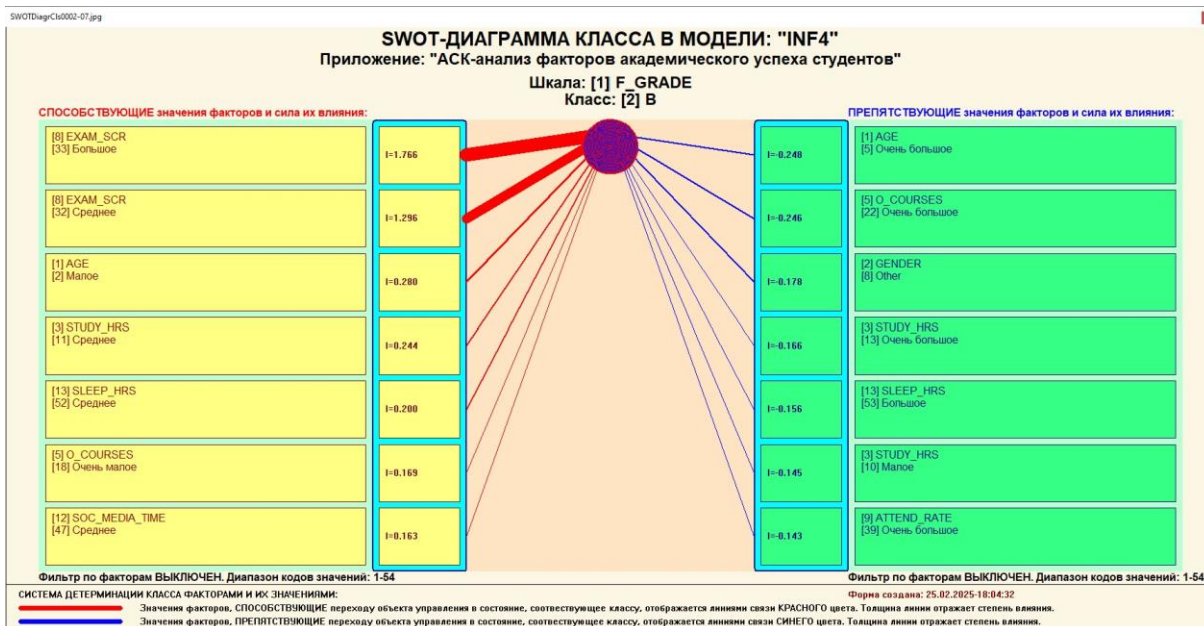 SWOTDiagrCls0002-07.jpg
SWOT-ДИАГРАММА КЛАССА В МОДЕЛИ: "INF4"
Приложение: "АСК-анализ факторов академического успеха студентов"
Шкала: [1] F_GRADE
Класс: [2] B
СПОСОБСТВУЮЩИЕ значения факторов и сила их влияния:
[8] EXAM_SCR
[33] Большое
I=1.766
[8] EXAM_SCR
[32] Среднее
I=1.296
[1] AGE
[2] Малое
I=0.280
[3] STUDY_HRS
[11] Среднее
I=0.244
[13] SLEEP_HRS
[52] Среднее
I=0.200
[5] O_COURSES
[18] Очень малое
I=0.169
[12] SOC_MEDIA_TIME
[47] Среднее
I=0.163
ПРЕПЯТСТВУЮЩИЕ значения факторов и сила их влияния:
I=-0.248
[1] AGE
[5] Очень большое
I=-0.246
[5] O_COURSES
[22] Очень большое
I=-0.178
[2] GENDER
[8] Other
I=-0.166
[3] STUDY_HRS
[13] Очень большое
I=-0.156
[13] SLEEP_HRS
[53] Большое
I=-0.145
[3] STUDY_HRS
[10] Малое
I=-0.143
[9] ATTEND_RATE
[39] Очень большое
Фильтр по факторам ВЫКЛЮЧЕН. Диапазон кодов значений: 1-54
Фильтр по факторам ВЫКЛЮЧЕН. Диапазон кодов значений: 1-54
СИСТЕМА ДЕТЕРМИНАЦИИ КЛАССА ФАКТОРАМИ И ИХ ЗНАЧЕНИЯМИ:
Форма создана: 25.02.2025-18:04:32
Значения факторов, СПОСОБСТВУЮЩИЕ переходу объекта управления в состояние, соотвествующее классу, отображается линиями связи КРАСНОГО цвета. Толщина линии отражает степень влияния.
Значения факторов, ПРЕПЯТСТВУЮЩИЕ переходу объекта управления в состояние, соотвествующее классу, отображается линиями связи СИНЕГО цвета. Толщина линии отражает степень влияния.